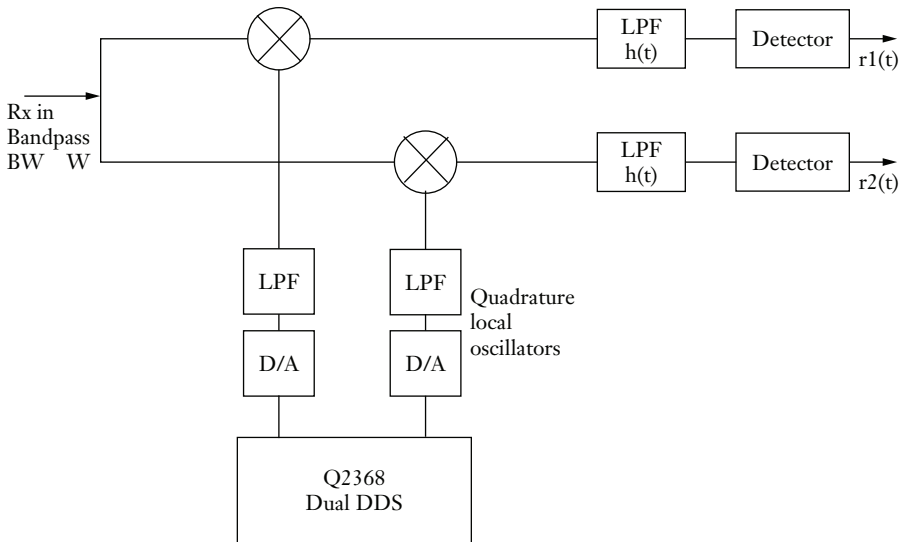 LPF
h(t)
Detector
r1(t)
Rx in
Bandpass
BW W
LPF
h(t)
Detector
r2(t)
LPF
LPF
Quadrature
local
oscillators
D/A
D/A
Q2368
Dual DDS